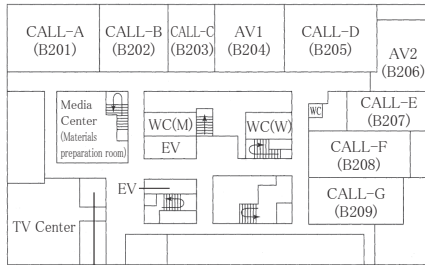 CALL-A
(B201)
CALL-B
(B202)
CALL-C
(B203)
AV1
(B204)
CALL-D
(B205)
AV2
(B206)
Media
Center
(Materials
preparation room)
WC(M)
EV
WC(W)
WC
CALL-E
(B207)
CALL-F
(B208)
CALL-G
(B209)
EV
TV Center